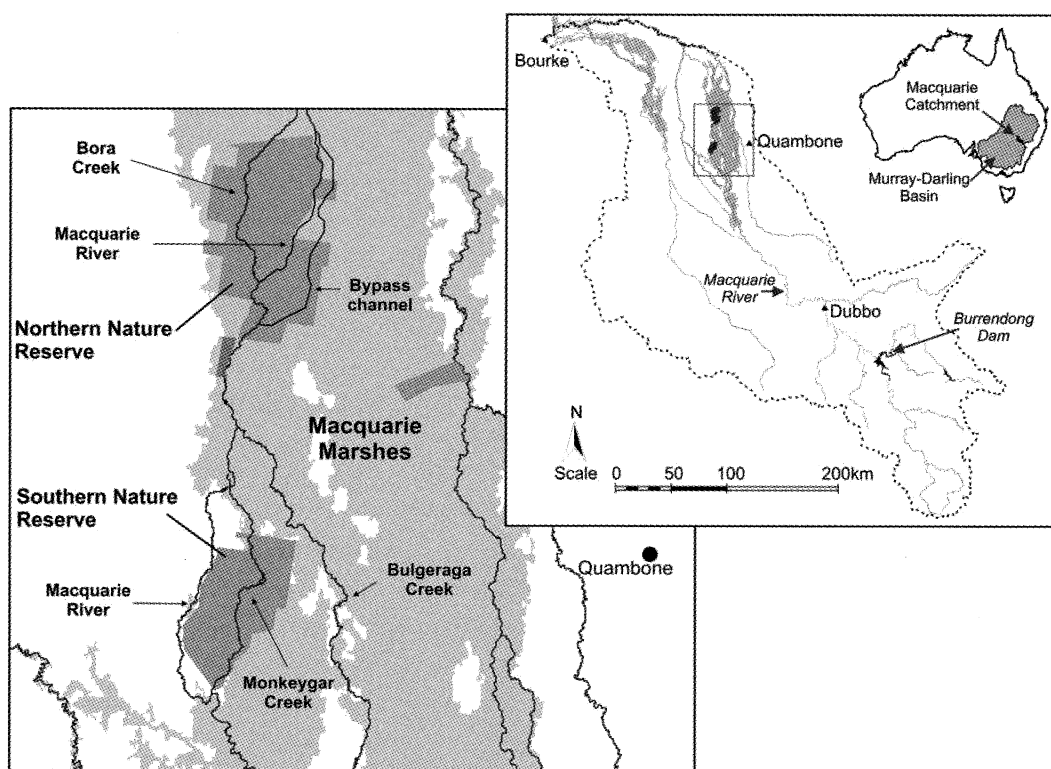 Bourke
Quambone
Macquarie
Catchment
Murray-Darling
Basin
Macquarie
River
Dubbo
Burrendong
Dam
N
Scale
0 50 100 200km
Bora
Creek
Macquarie
River
Bypass
channel
Northern Nature
Reserve
Macquarie
Marshes
Southern Nature
Reserve
Macquarie
River
Bulgeraga
Creek
Monkeygar
Creek
Quambone